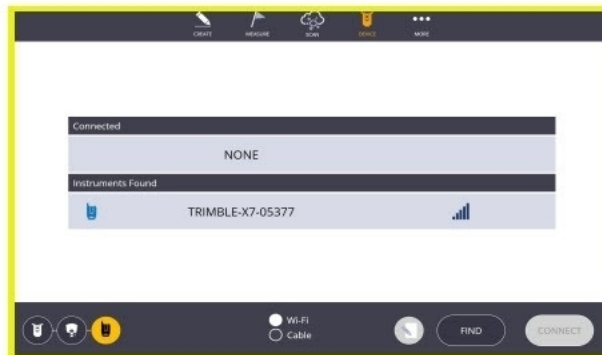 CREATE MEASURE SCAN DEVICE MORE
Connected
NONE
Instruments Found
TRIMBLE-X7-05377
Wi-Fi
Cable
FIND
CONNECT